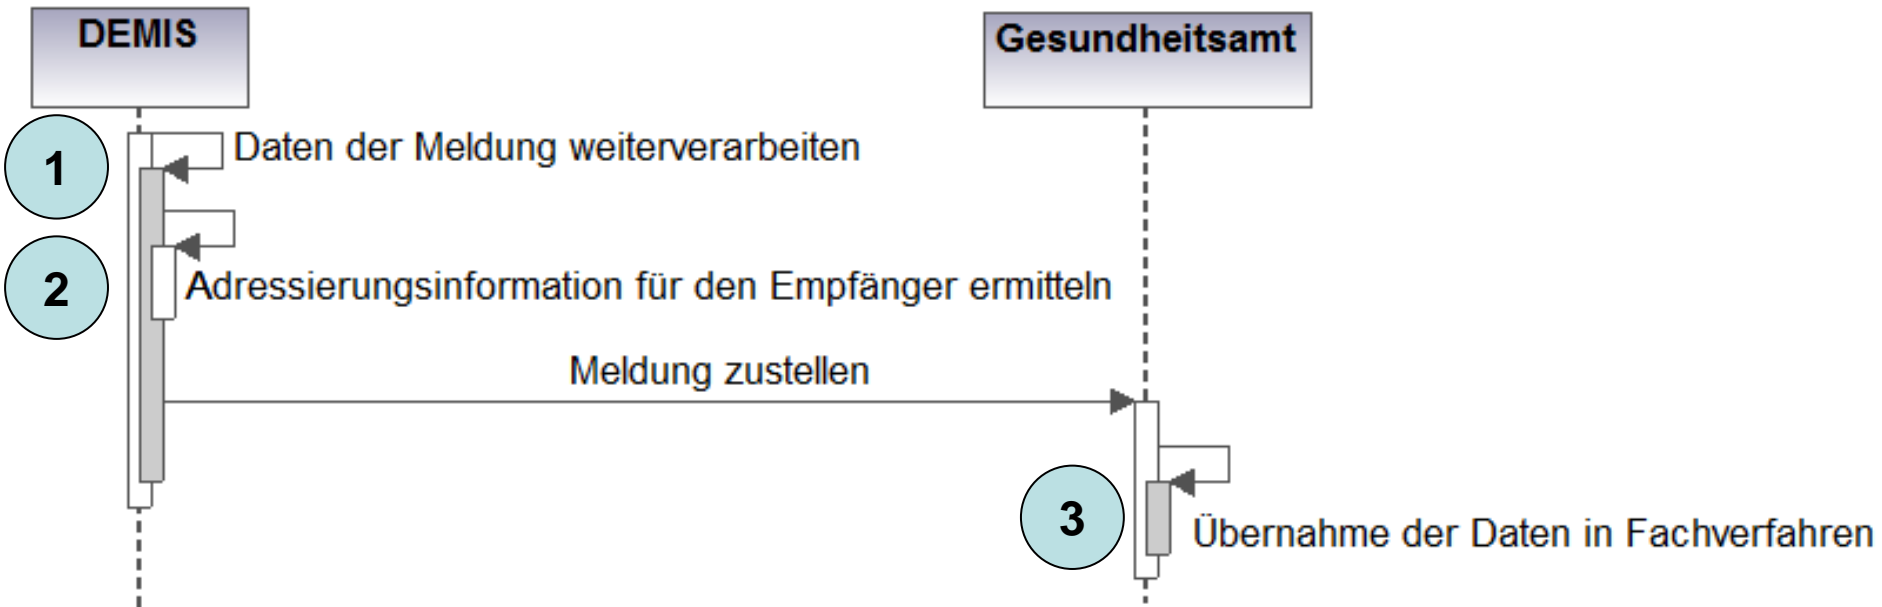 DEMIS
Gesundheitsamt
1
Daten der Meldung weiterverarbeiten
2
Adressierungsinformation für den Empfänger ermitteln
Meldung zustellen
3
Übernahme der Daten in Fachverfahren